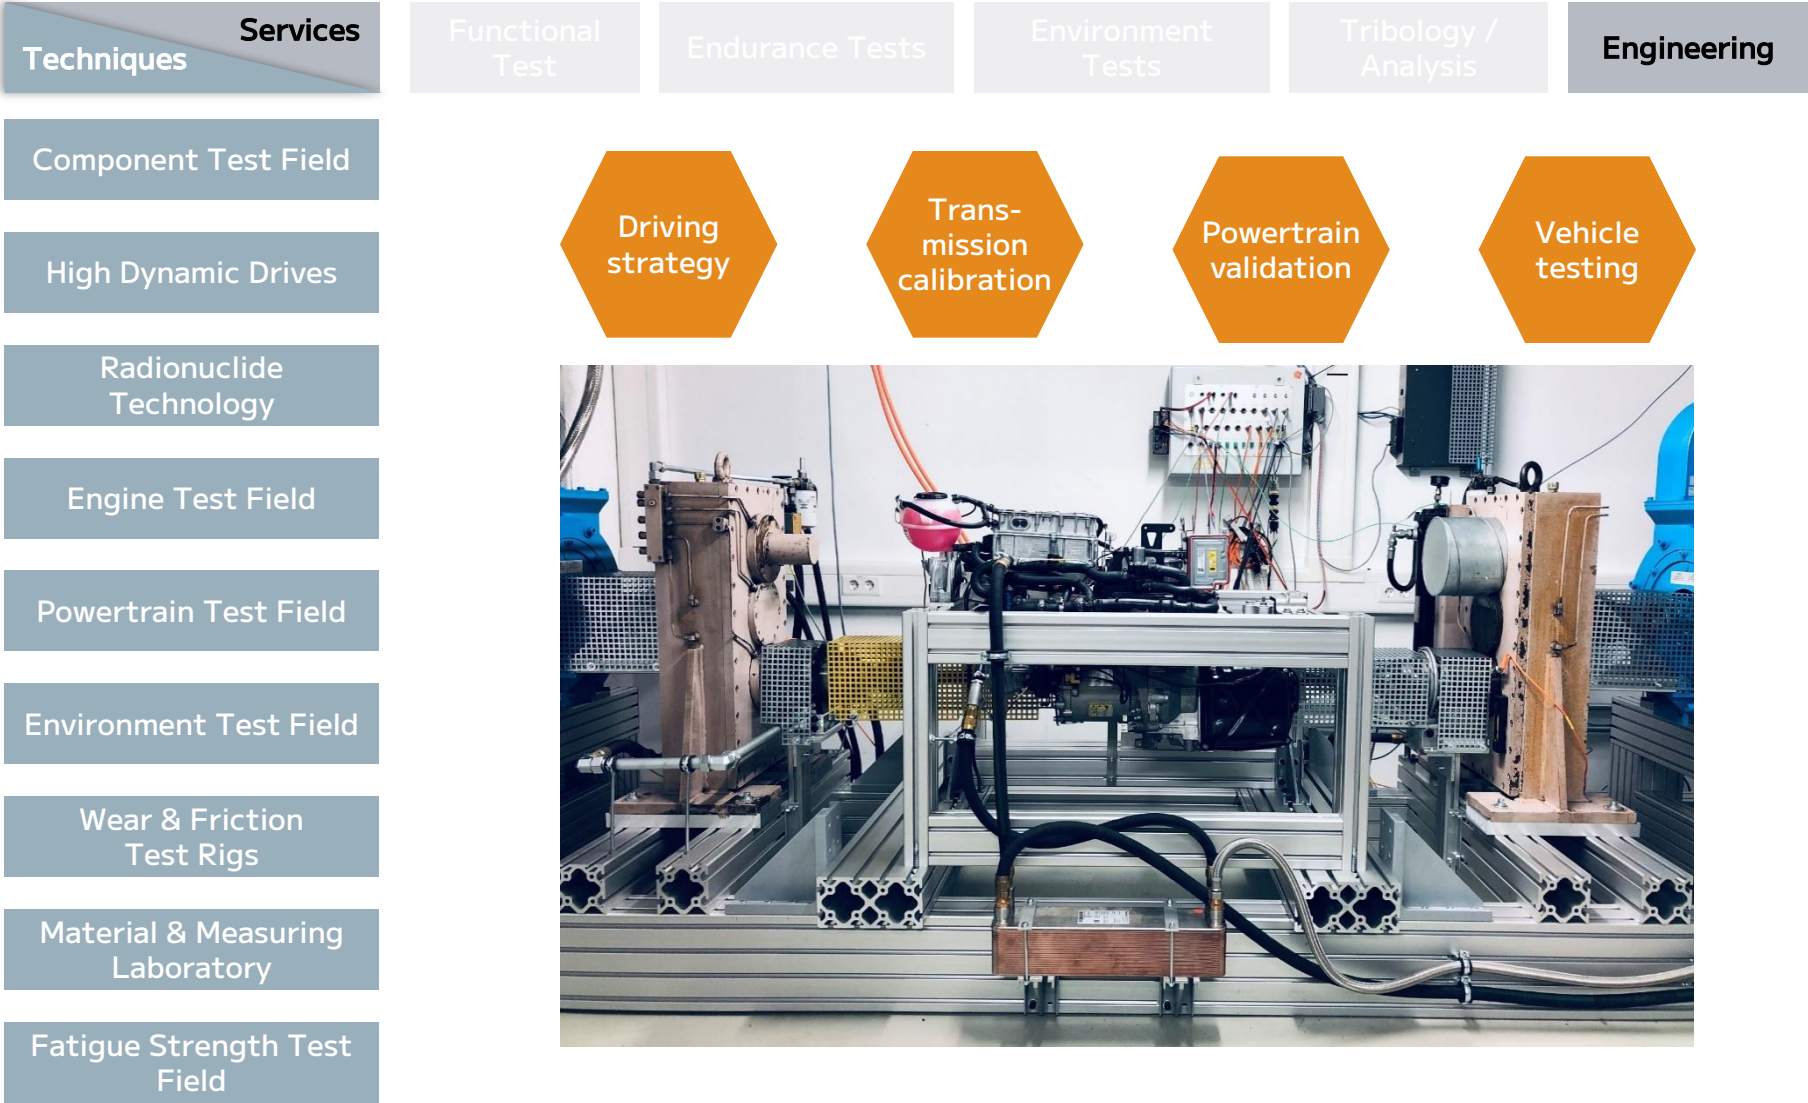 Services
Techniques
Functional
Test
Endurance Tests
Environment
Tests
Tribology /
Analysis
Engineering
Component Test Field
High Dynamic Drives
Radionuclide
Technology
Engine Test Field
Powertrain Test Field
Environment Test Field
Wear & Friction
Test Rigs
Material & Measuring
Laboratory
Fatigue Strength Test
Field
Driving
strategy
Trans-
mission
calibration
Powertrain
validation
Vehicle
testing